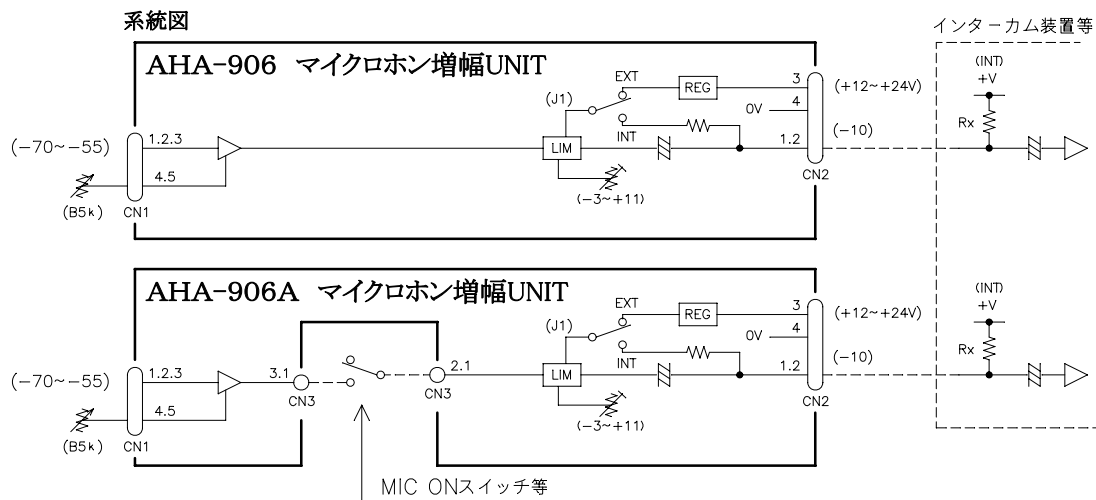 系統図
インターカム装置等
AHA-906 マイクロホン増幅UNIT
(INT)
+V
EXT
REG
3
(+12~+24V)
(J1)
0V
4
Rx
(-70~-55)
1.2.3
INT
(-10)
LIM
1.2
4.5
(B5k)
CN1
(-3~+11)
CN2
AHA-906A マイクロホン増幅UNIT
(INT)
+V
EXT
REG
3
(+12~+24V)
(J1)
0V
4
Rx
(-70~-55)
1.2.3
3.1
2.1
INT
(-10)
LIM
1.2
CN3
CN3
4.5
(B5k)
CN1
(-3~+11)
CN2
MIC ONスイッチ等